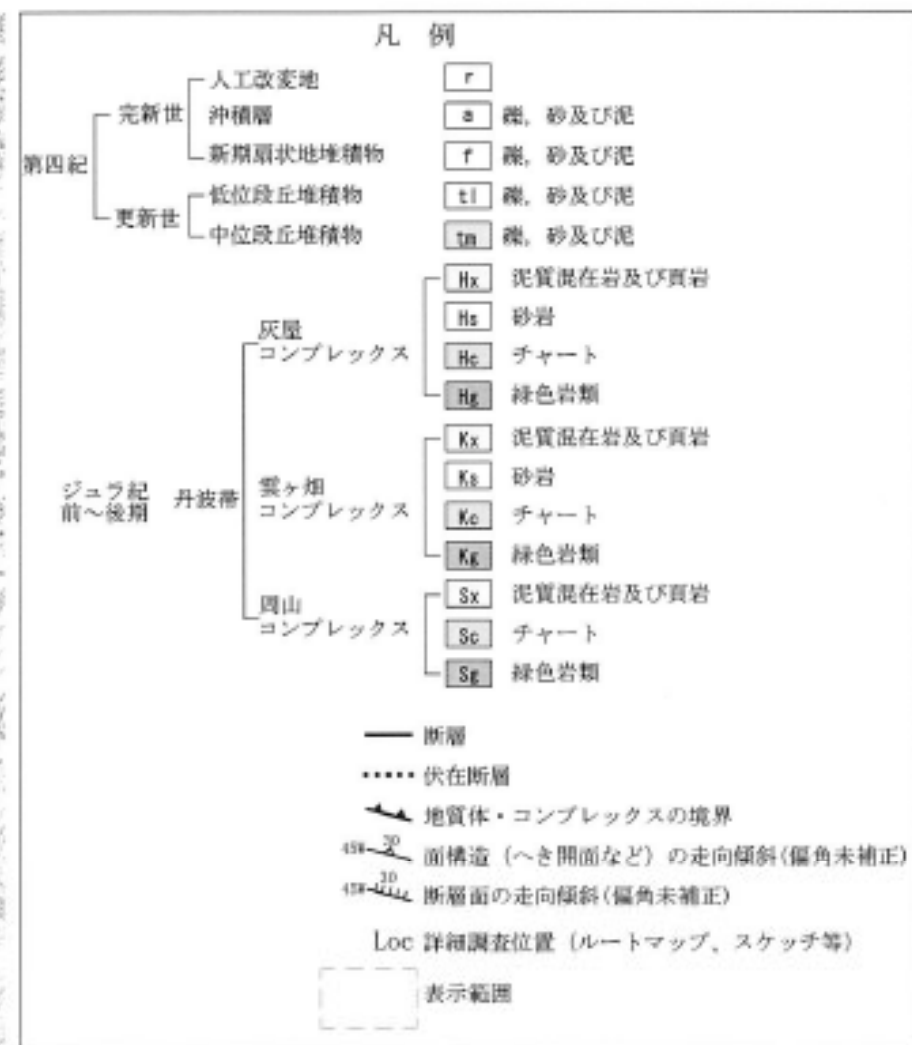 凡 例
人工改変地 r
完新世 沖積層 a 礫，砂及び泥
新期扇状地堆積物 f 礫，砂及び泥
第四紀
低位段丘堆積物 tl 礫，砂及び泥
更新世
中位段丘堆積物 tm 礫，砂及び泥
Hx 泥質混在岩及び頁岩
Hs 砂岩
灰屋
コンプレックス
Hc チャート
Hg 緑色岩類
Kx 泥質混在岩及び頁岩
Ks 砂岩
ジュラ紀
前～後期
丹波帯
雲ヶ畑
コンプレックス
Kc チャート
Kg 緑色岩類
Sx 泥質混在岩及び頁岩
周山
コンプレックス
Sc チャート
Sg 緑色岩類
断層
伏在断層
地質体・コンプレックスの境界
45W 30 面構造（へき開面など）の走向傾斜(偏角未補正)
45W 30 断層面の走向傾斜(偏角未補正)
Loc 詳細調査位置（ルートマップ、スケッチ等）
表示範囲